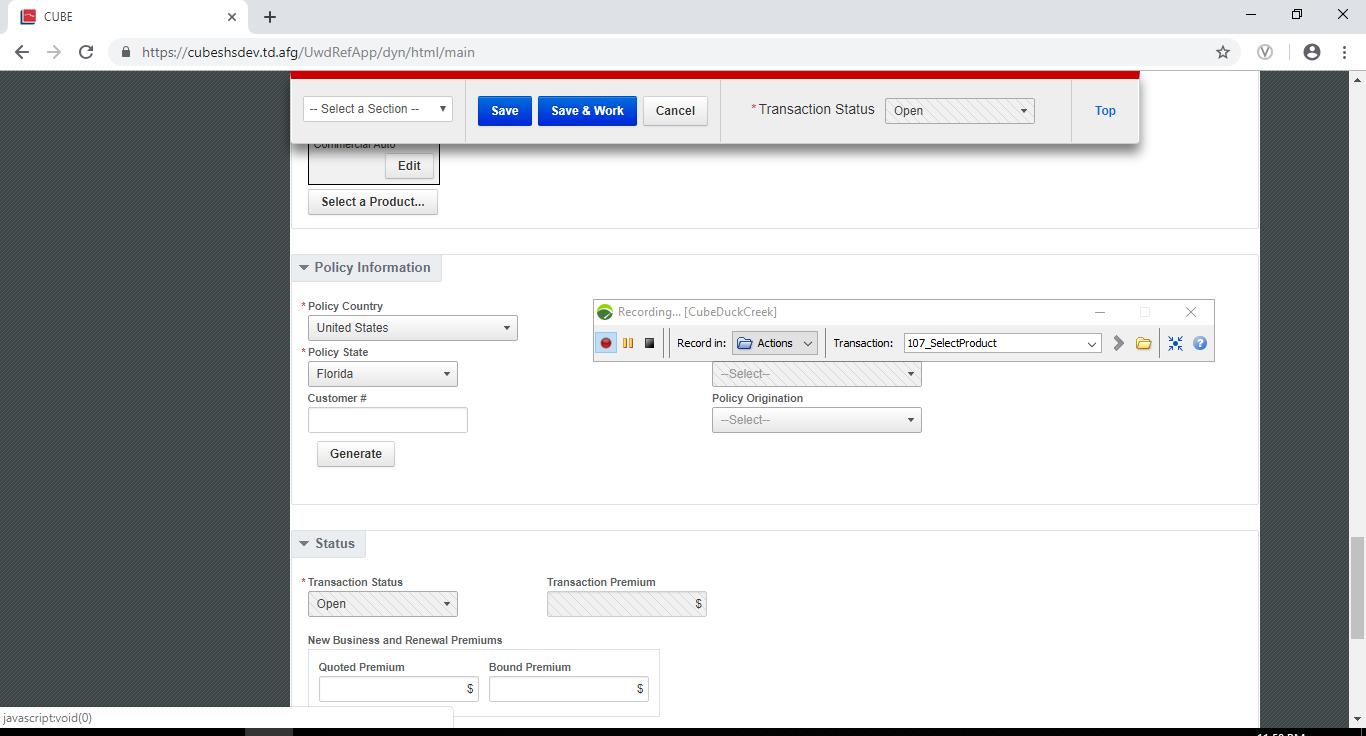 CUBE
https://cubeshsdev.td.afg/UwdRefApp/dyn/html/main
-- Select a Section --
Save
Save & Work
Cancel
* Transaction Status
Open
Top
Commercial Auto
Edit
Select a Product...
Policy Information
* Policy Country
United States
Recording... [CubeDuckCreek]
Record in:
Actions
Transaction:
107_SelectProduct
* Policy State
Florida
--Select--
Customer #
Policy Origination
--Select--
Generate
Status
* Transaction Status
Transaction Premium
Open
$
New Business and Renewal Premiums
Quoted Premium
Bound Premium
$
$
javascript:void(0)